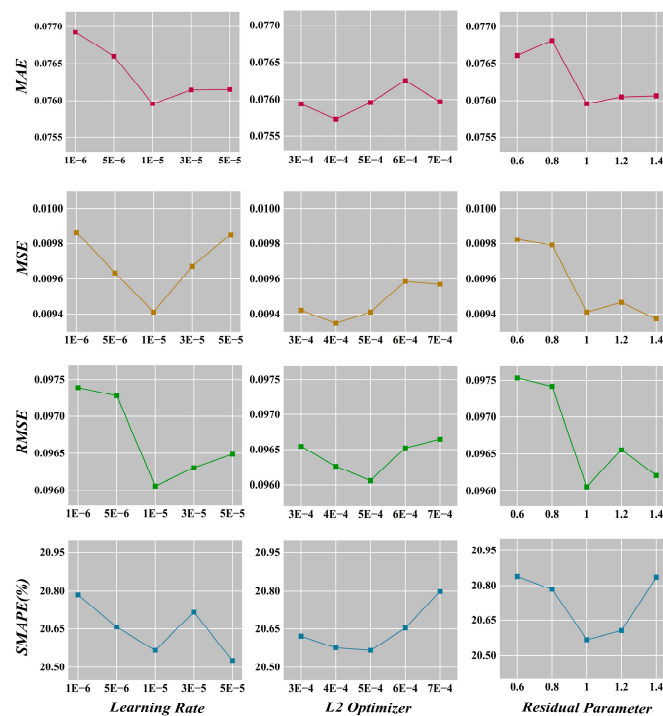 MAE
0.0770
0.0765
0.0760
0.0755
1E−6 5E−6 1E−5 3E−5 5E−5
0.0770
0.0765
0.0760
0.0755
3E−4 4E−4 5E−4 6E−4 7E−4
0.0770
0.0765
0.0760
0.0755
0.6 0.8 1 1.2 1.4
MSE
0.0100
0.0098
0.0096
0.0094
1E−6 5E−6 1E−5 3E−5 5E−5
0.0100
0.0098
0.0096
0.0094
3E−4 4E−4 5E−4 6E−4 7E−4
0.0100
0.0098
0.0096
0.0094
0.6 0.8 1 1.2 1.4
RMSE
0.0975
0.0970
0.0965
0.0960
1E−6 5E−6 1E−5 3E−5 5E−5
0.0975
0.0970
0.0965
0.0960
3E−4 4E−4 5E−4 6E−4 7E−4
0.0975
0.0970
0.0965
0.0960
0.6 0.8 1 1.2 1.4
SMAPE(%)
20.95
20.80
20.65
20.50
1E−6 5E−6 1E−5 3E−5 5E−5
Learning Rate
20.95
20.80
20.65
20.50
3E−4 4E−4 5E−4 6E−4 7E−4
L2 Optimizer
20.95
20.80
20.65
20.50
0.6 0.8 1 1.2 1.4
Residual Parameter